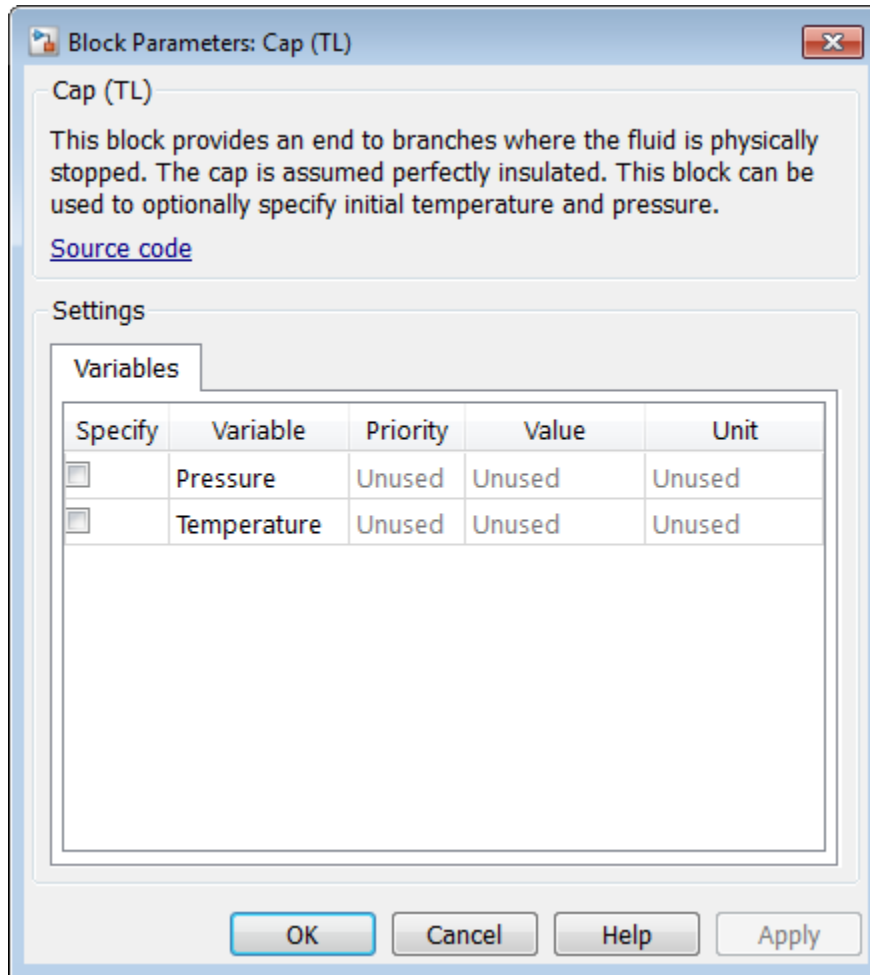 Block Parameters: Cap (TL)
Cap (TL)
This block provides an end to branches where the fluid is physically
stopped. The cap is assumed perfectly insulated. This block can be
used to optionally specify initial temperature and pressure.
Source code
Settings
Variables
Specify Variable Priority Value Unit
Pressure Unused Unused Unused
Temperature Unused Unused Unused
OK Cancel Help Apply